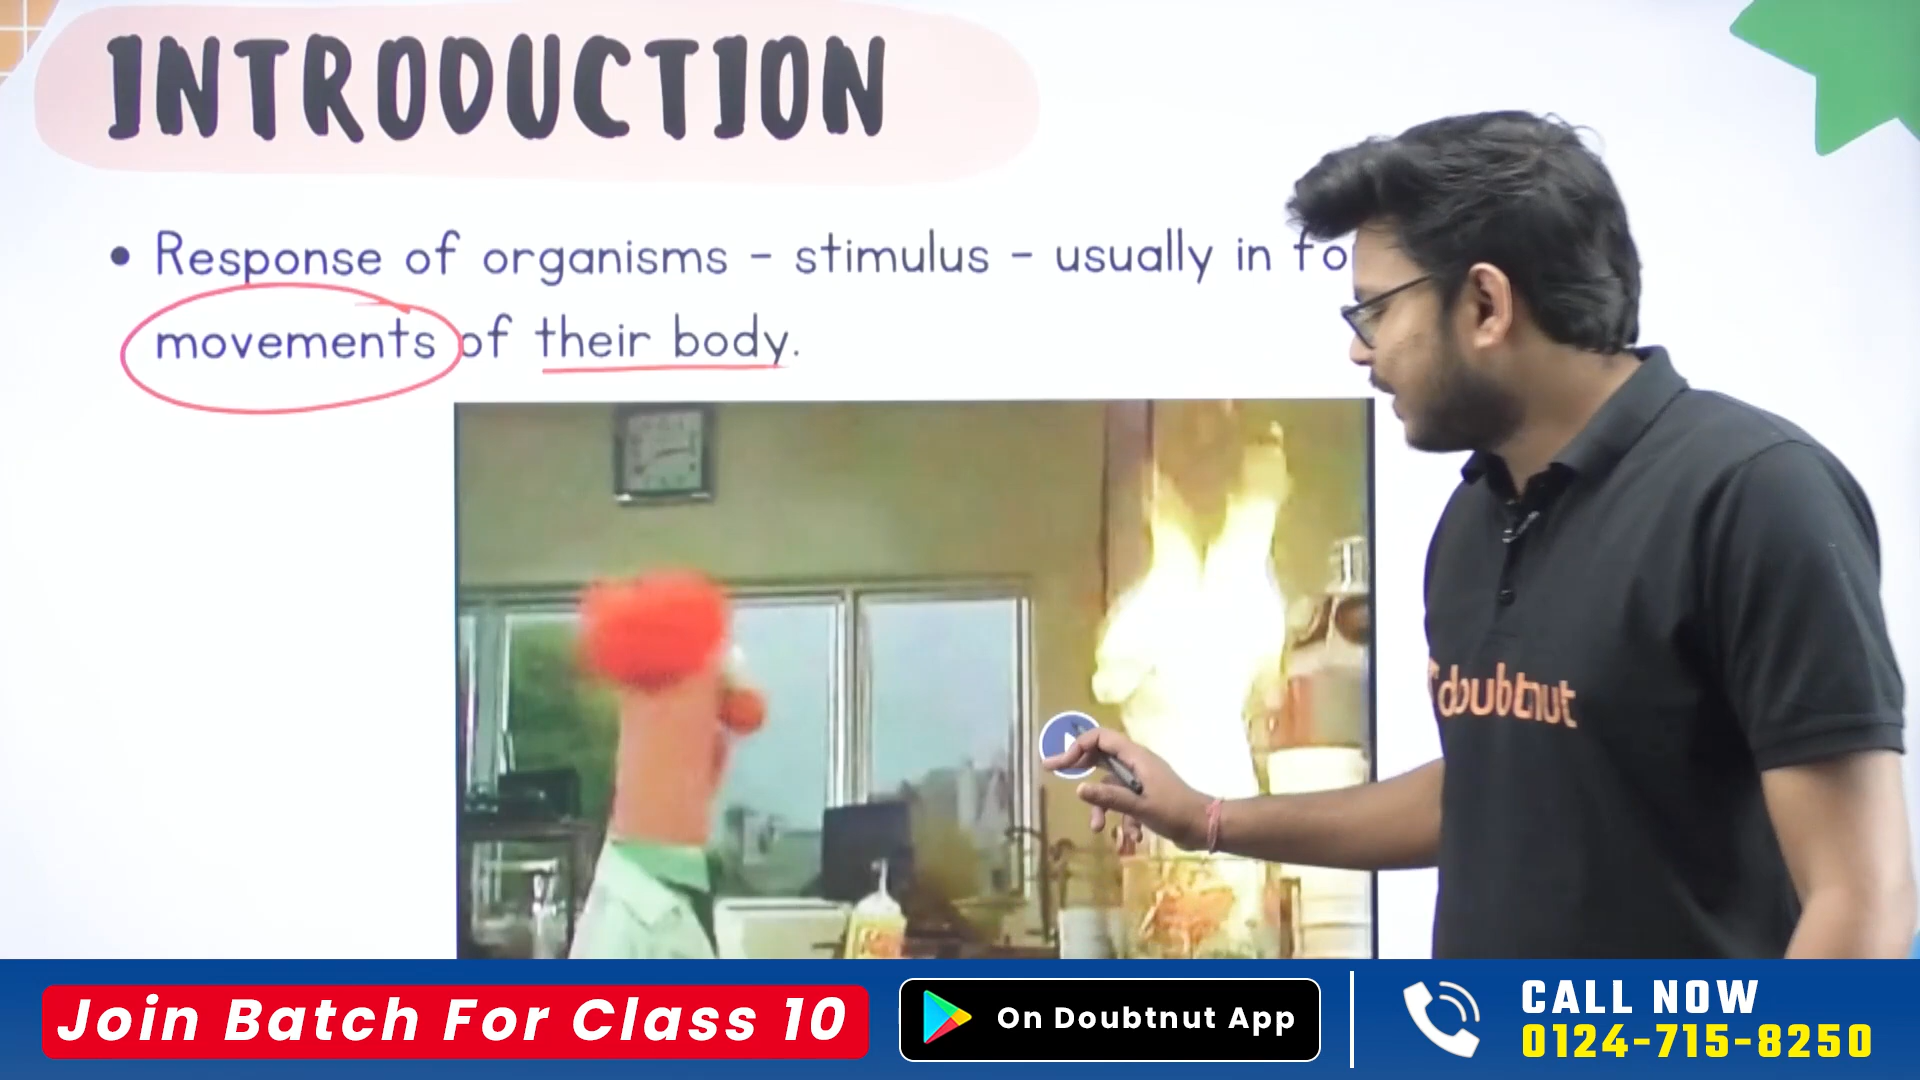 INTRODUCTION
• Response of organisms - stimulus - usually in fo
movements of their body.
doubtnut
Join Batch For Class 10
On Doubtnut App
CALL NOW
0124-715-8250